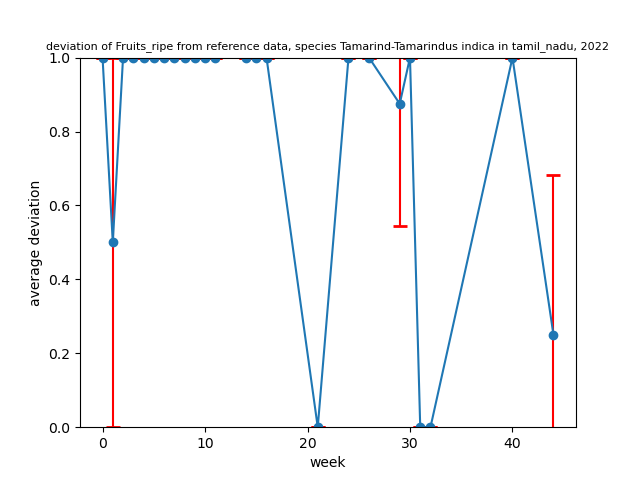 deviation of Fruits_ripe from reference data, species Tamarind-Tamarindus indica in tamil_nadu, 2022
1.0
0.8
0.6
0.4
0.2
0.0
average deviation
0 10 20 30 40
week